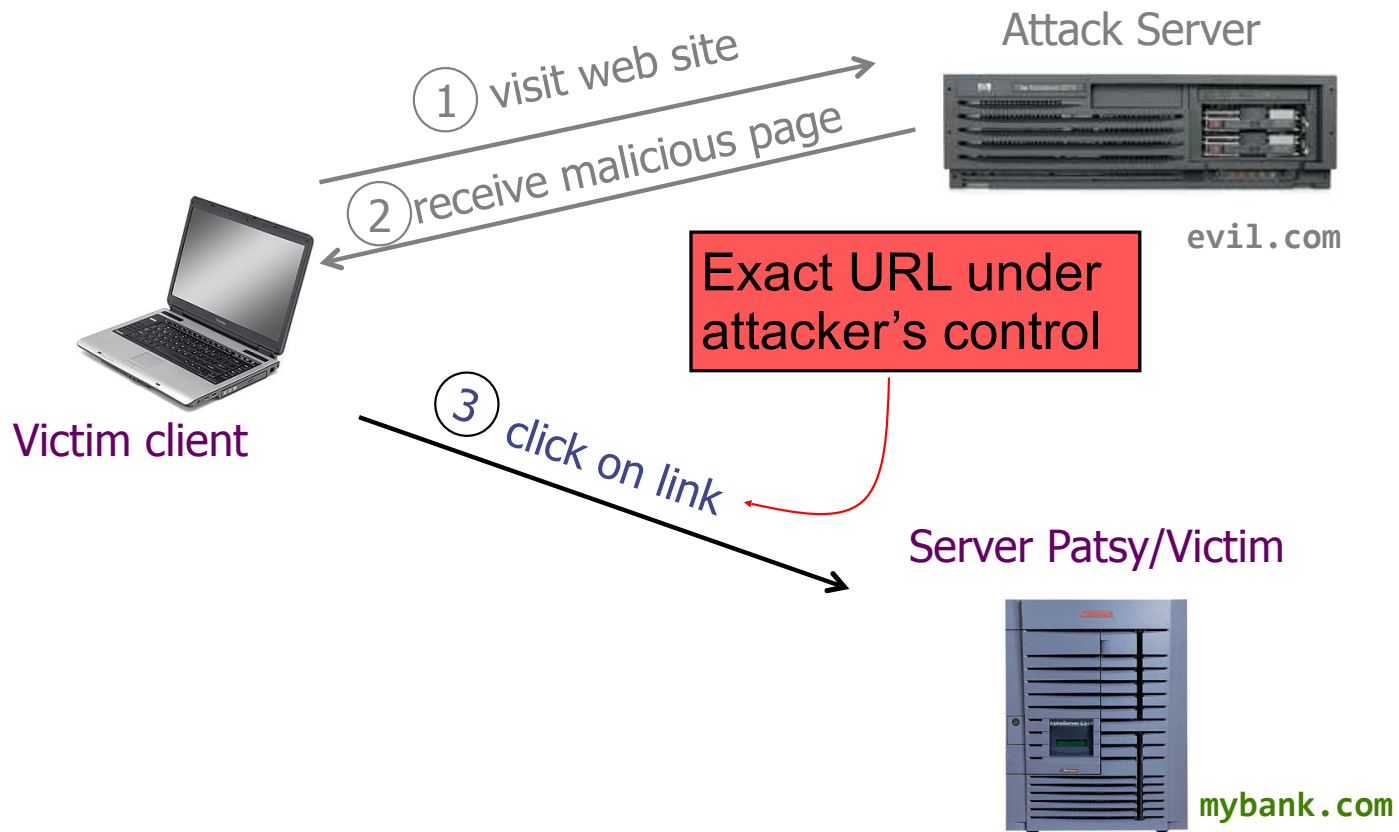 Attack Server
1 visit web site
2 receive malicious page
evil.com
Exact URL under
attacker’s control
Victim client
3 click on link
Server Patsy/Victim
mybank.com